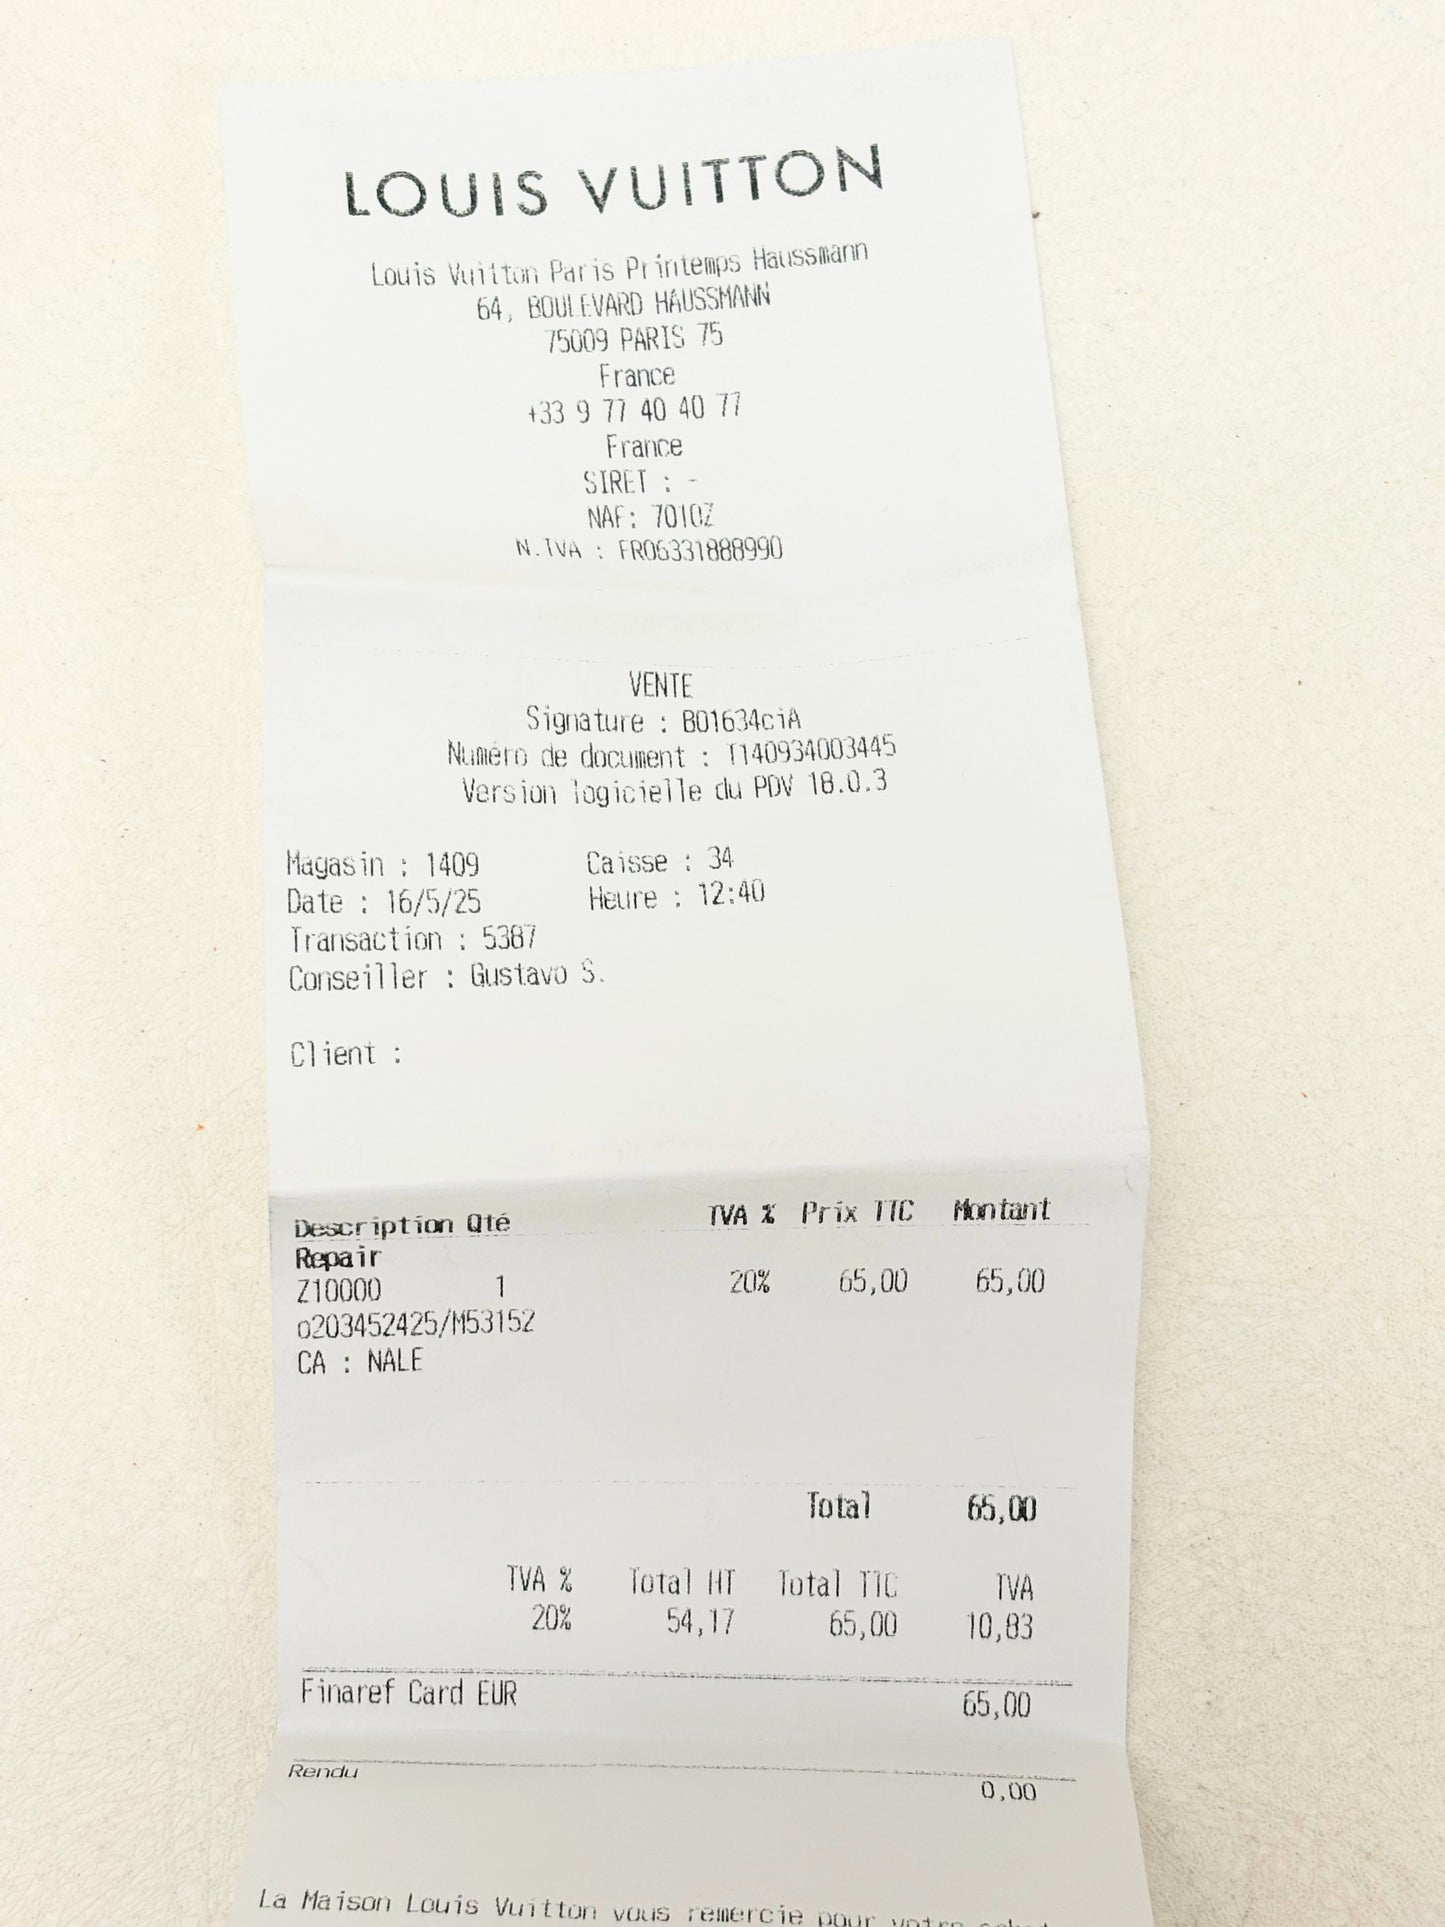 LOUIS VUITTON
Louis Vuitton Paris Printemps Haussmann
64, BOULEVARD HAUSSMANN
75009 PARIS 75
France
+33 9 77 40 40 77
France
SIRET : -
NAF: 7010Z
N.TVA : FR06331888990
VENTE
Signature : B01634ciA
Numéro de document : T140934003445
Version logicielle du PDV 18.0.3
Magasin : 1409 Caisse : 34
Date : 16/5/25 Heure : 12:40
Transaction : 5387
Conseiller : Gustavo S.
Client :
Description Qté TVA % Prix TTC Montant
Repair
Z10000 1 20% 65,00 65,00
o203452425/M53152
CA : NALE
Total 65,00
TVA % Total HT Total TTC TVA
20% 54,17 65,00 10,83
Finaref Card EUR 65,00
Rendu 0,00
La Maison Louis Vuitton vous remercie pour votre achat